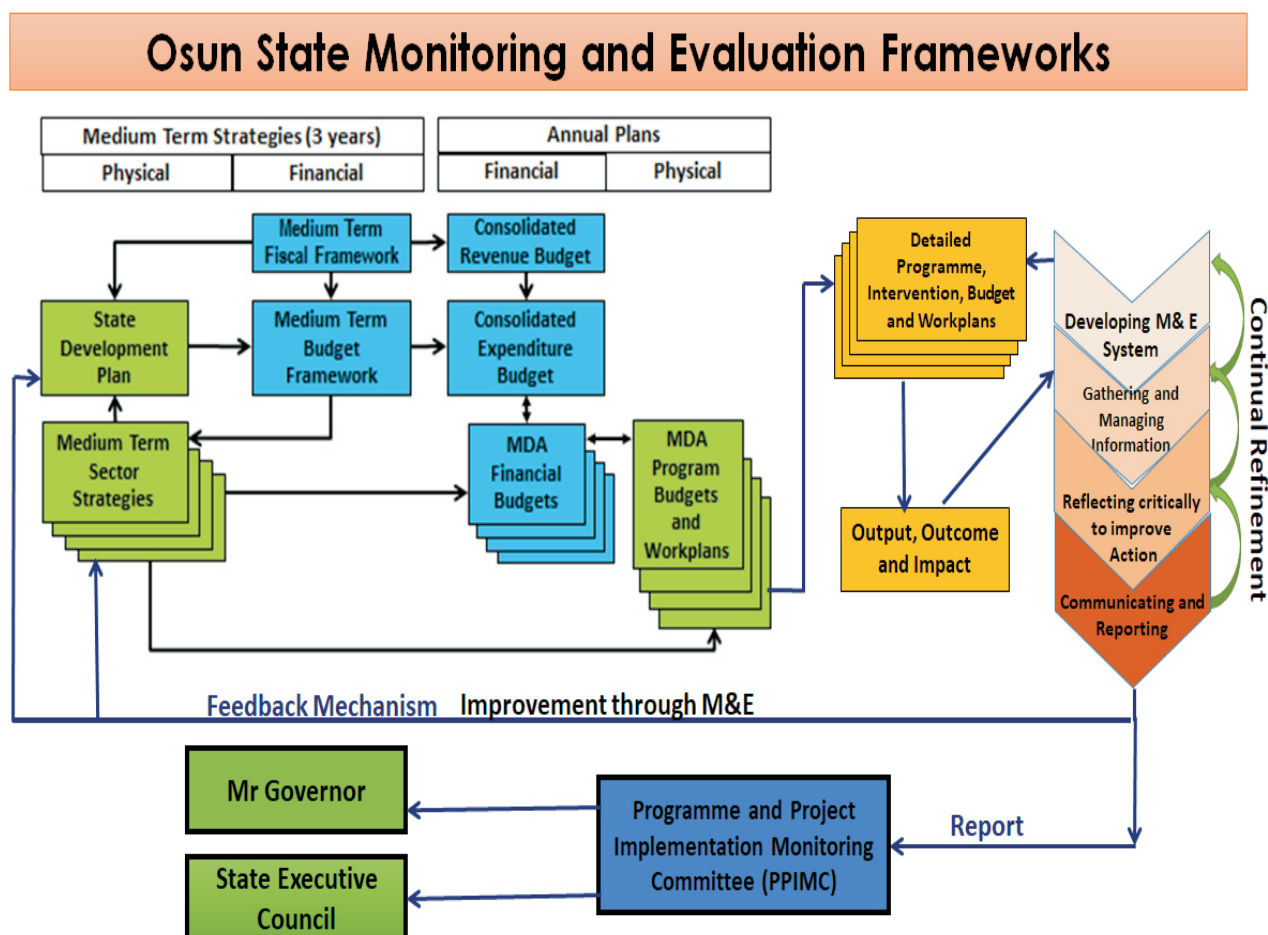 Osun State Monitoring and Evaluation Frameworks
Medium Term Strategies (3 years)
Physical
Financial
Annual Plans
Financial
Physical
Medium Term
Fiscal Framework
Consolidated
Revenue Budget
State
Development
Plan
Medium Term
Budget
Framework
Consolidated
Expenditure
Budget
Medium Term
Sector
Strategies
MDA
Financial
Budgets
MDA
Program
Budgets
and
Workplans
Detailed
Programme,
Intervention, Budget
and Workplans
Output, Outcome
and Impact
Developing M& E
System
Gathering and
Managing
Information
Reflecting critically
to improve
Action
Communicating and
Reporting
Continual Refinement
Feedback Mechanism Improvement through M&E
Mr Governor
State Executive
Council
Programme and Project
Implementation Monitoring
Committee (PPIMC)
Report